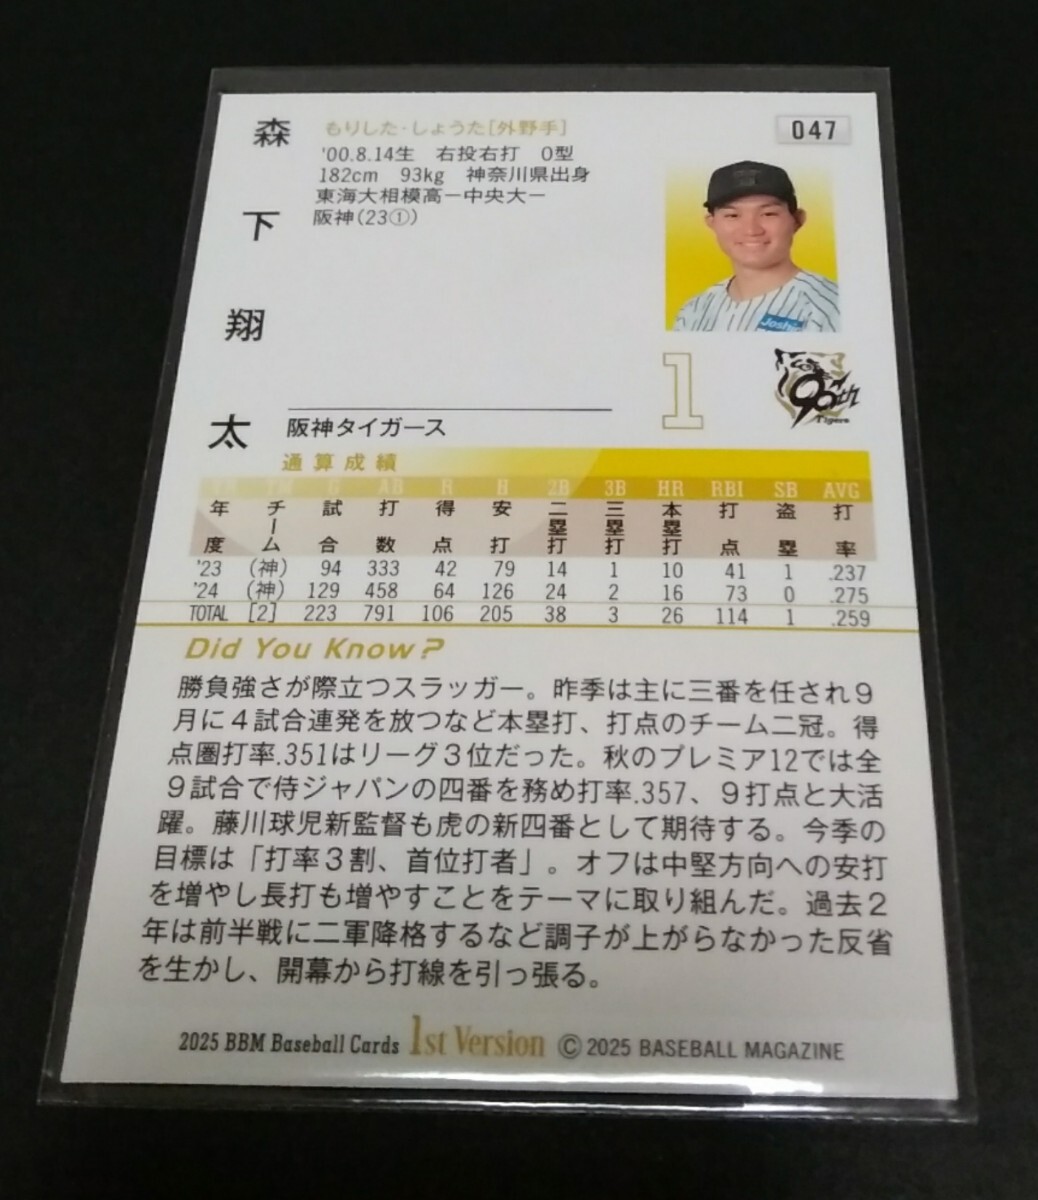 森下翔太
もりした・しょうた[外野手]
'00.8.14生 右投右打 O型
182cm 93kg 神奈川県出身
東海大相模高ー中央大ー
阪神(23①)
047
Joshin
1
90th
Tigers
阪神タイガース
通算成績
YR TM G AB R H 2B 3B HR RBI SB AVG
年度 チーム 試合 打数 得点 安打 二塁打 三塁打 本塁打 打点 盗塁 打率
'23 (神) 94 333 42 79 14 1 10 41 1 .237
'24 (神) 129 458 64 126 24 2 16 73 0 .275
TOTAL [2] 223 791 106 205 38 3 26 114 1 .259
Did You Know?
勝負強さが際立つスラッガー。昨季は主に三番を任され9
月に4試合連発を放つなど本塁打、打点のチーム二冠。得
点圏打率.351はリーグ3位だった。秋のプレミア12では全
9試合で侍ジャパンの四番を務め打率.357、9打点と大活
躍。藤川球児新監督も虎の新四番として期待する。今季の
目標は「打率3割、首位打者」。オフは中堅方向への安打
を増やし長打も増やすことをテーマに取り組んだ。過去2
年は前半戦に二軍降格するなど調子が上がらなかった反省
を生かし、開幕から打線を引っ張る。
2025 BBM Baseball Cards 1st Version © 2025 BASEBALL MAGAZINE